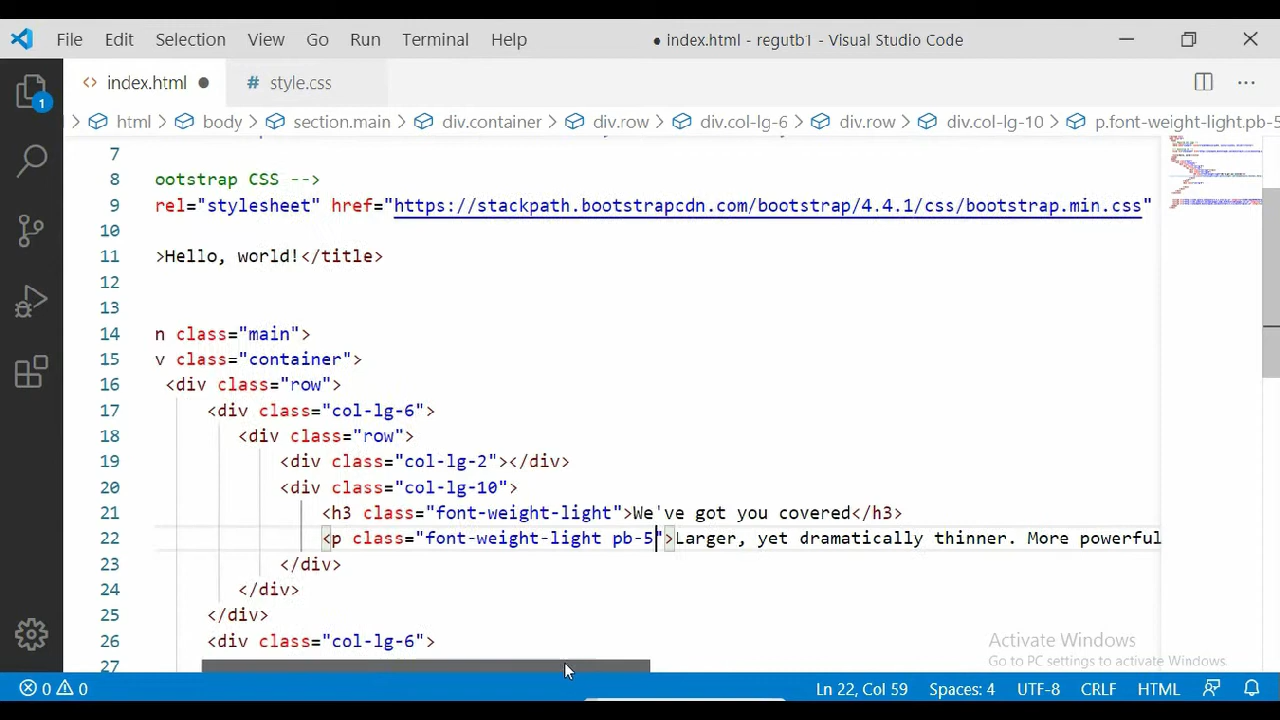 File Edit Selection View Go Run Terminal Help ● index.html - regutb1 - Visual Studio Code
<> index.html ● # style.css ...
1
> html > body > section.main > div.container > div.row > div.col-lg-6 > div.row > div.col-lg-10 > p.font-weight-light.pb-5
7
8 ootstrap CSS -->
9 rel="stylesheet" href="https://stackpath.bootstrapcdn.com/bootstrap/4.4.1/css/bootstrap.min.css"
10
11 >Hello, world!</title>
12
13
14 n class="main">
15 v class="container">
16 <div class="row">
17 <div class="col-lg-6">
18 <div class="row">
19 <div class="col-lg-2"></div>
20 <div class="col-lg-10">
21 <h3 class="font-weight-light">We've got you covered</h3>
22 <p class="font-weight-light pb-5">Larger, yet dramatically thinner. More powerful
23 </div>
24 </div>
25 </div>
26 <div class="col-lg-6">
27
Activate Windows
Go to PC settings to activate Windows.
0 0 Ln 22, Col 59 Spaces: 4 UTF-8 CRLF HTML